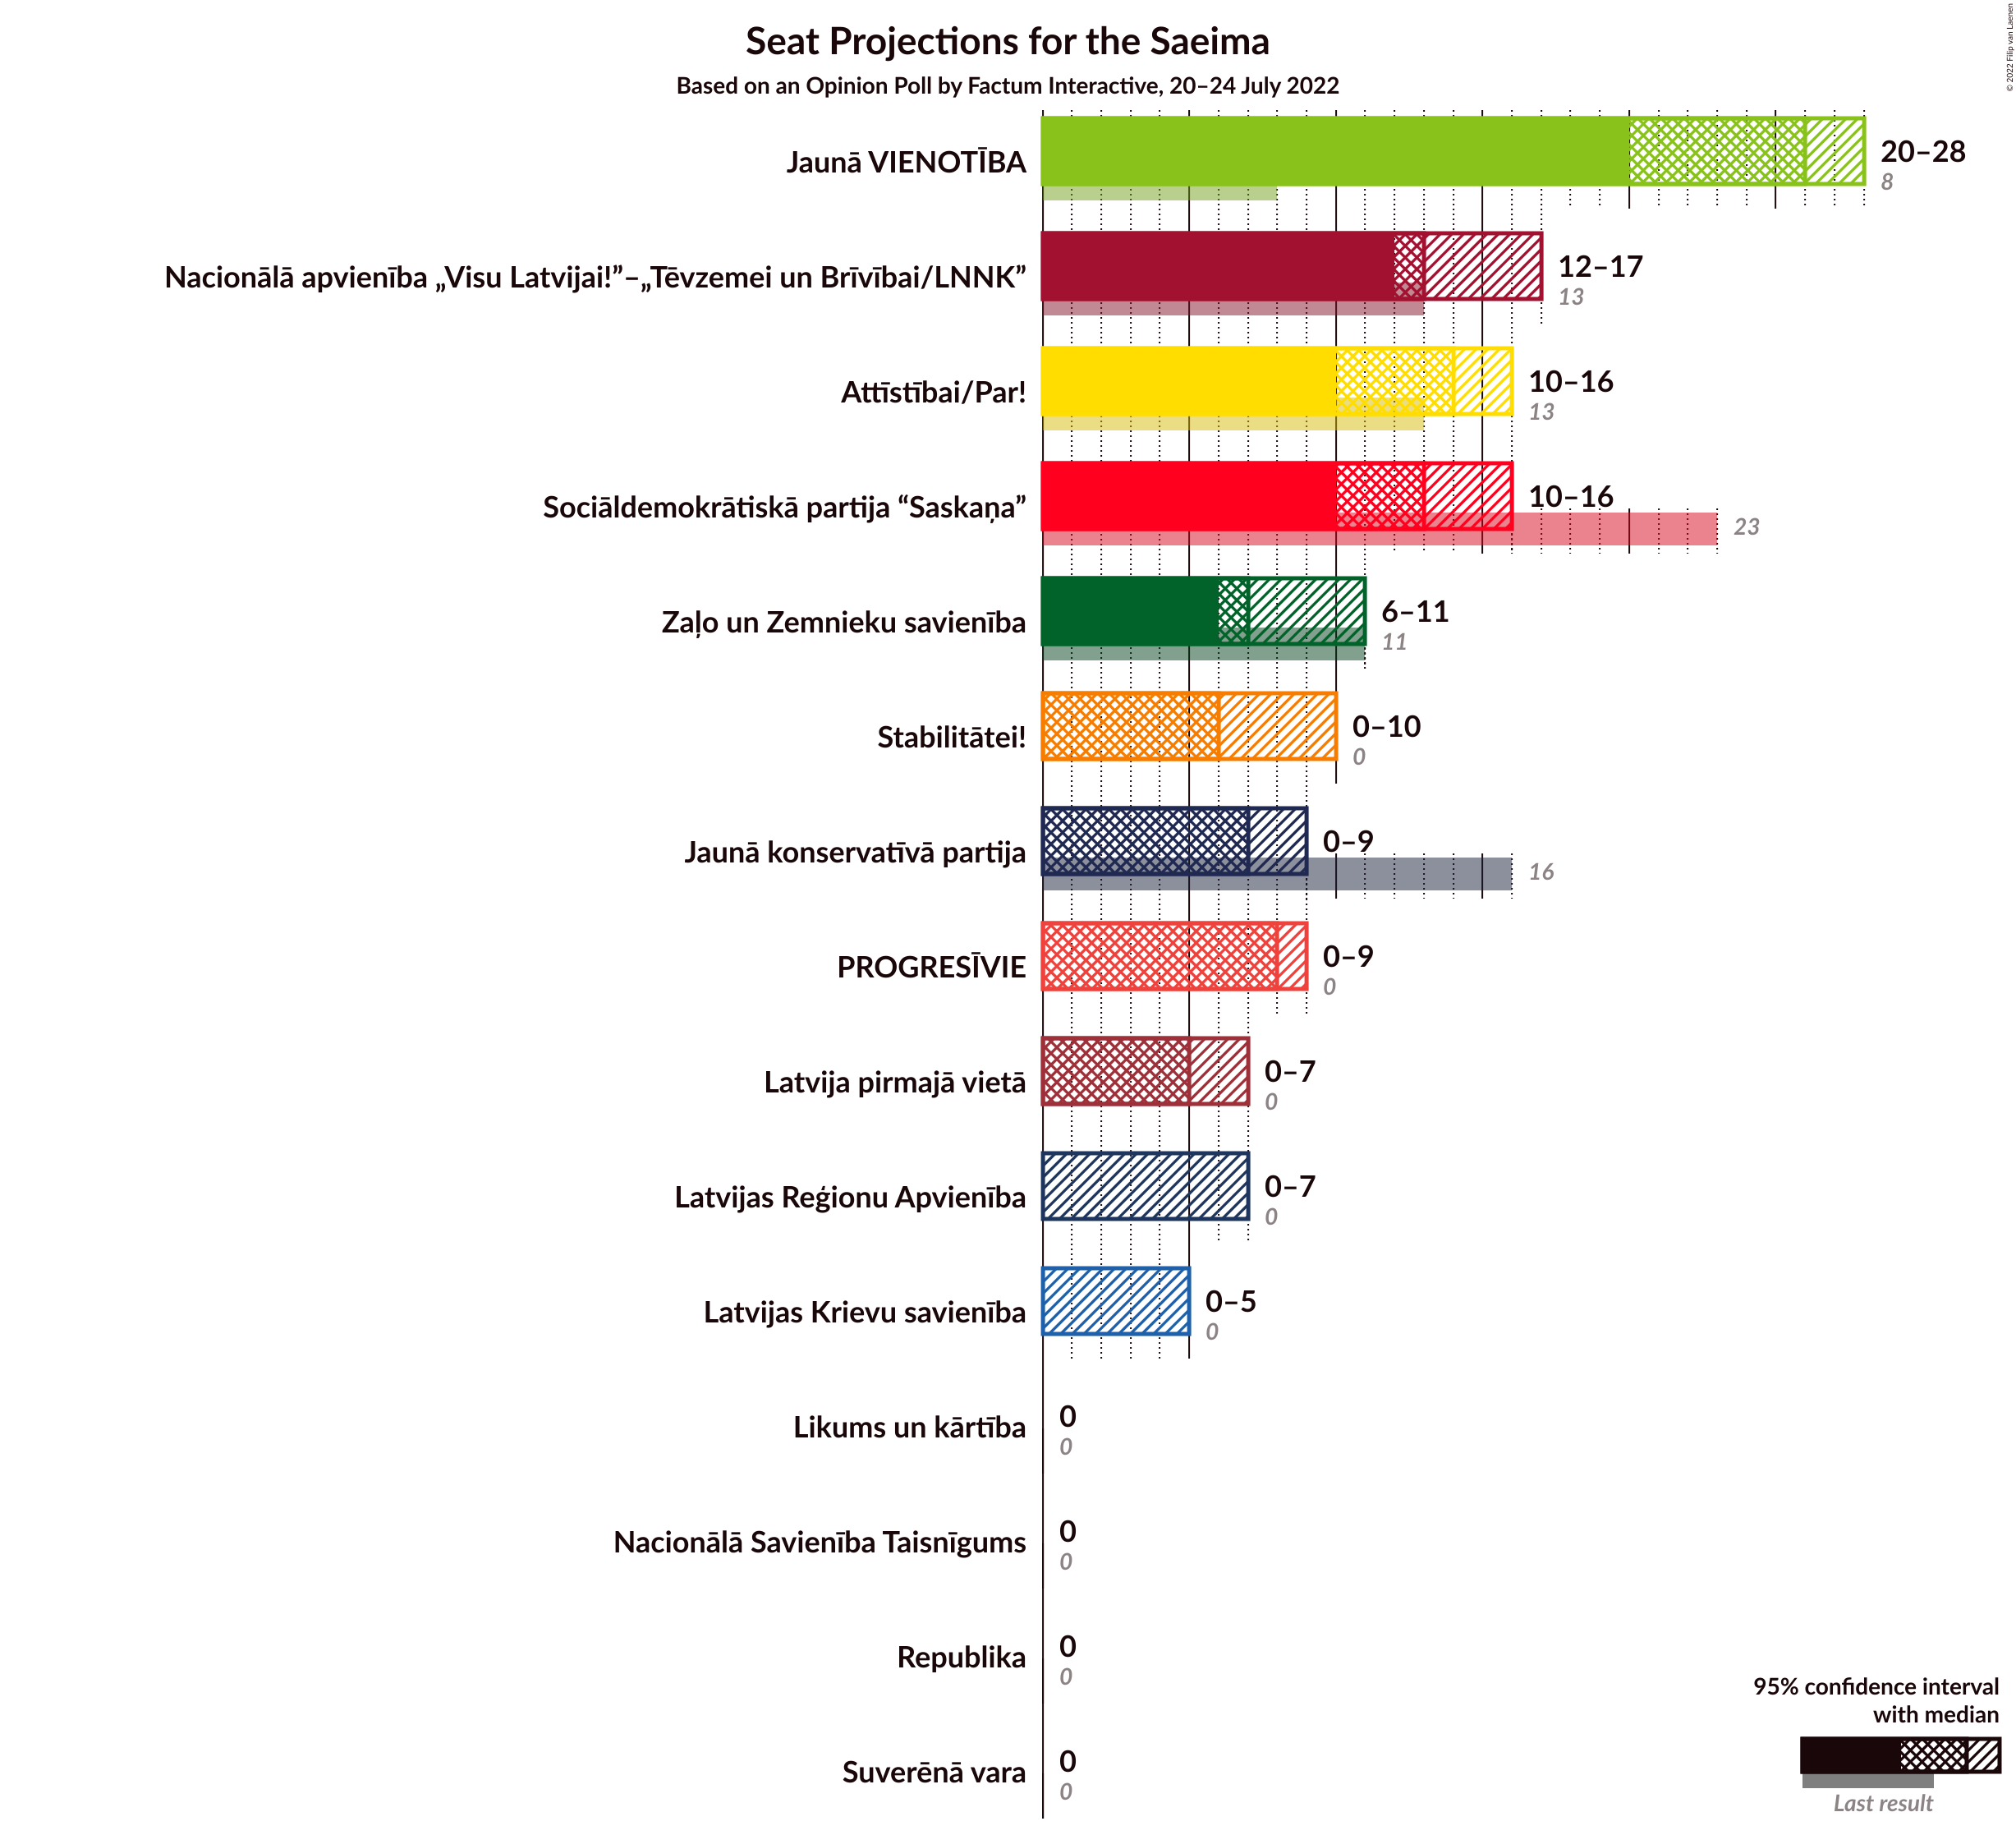 Seat Projections for the Saeima
Based on an Opinion Poll by Factum Interactive, 20–24 July 2022
© 2022 Filip van Laenen
Jaunā VIENOTĪBA
20–28
8
Nacionālā apvienība „Visu Latvijai!”–„Tēvzemei un Brīvībai/LNNK”
12–17
13
Attīstībai/Par!
10–16
13
Sociāldemokrātiskā partija “Saskaņa”
10–16
23
Zaļo un Zemnieku savienība
6–11
11
Stabilitātei!
0–10
0
Jaunā konservatīvā partija
0–9
16
PROGRESĪVIE
0–9
0
Latvija pirmajā vietā
0–7
0
Latvijas Reģionu Apvienība
0–7
0
Latvijas Krievu savienība
0–5
0
Likums un kārtība
0
0
Nacionālā Savienība Taisnīgums
0
0
Republika
0
0
Suverēnā vara
0
0
95% confidence interval
with median
Last result